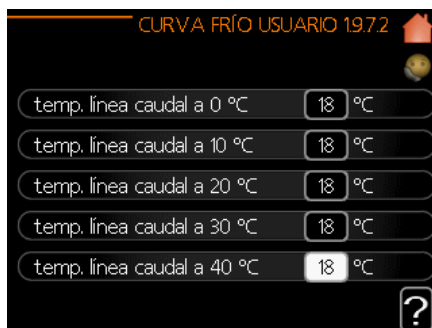 CURVA FRÍO USUARIO 1.9.7.2
temp. línea caudal a 0 °C 18 °C
temp. línea caudal a 10 °C 18 °C
temp. línea caudal a 20 °C 18 °C
temp. línea caudal a 30 °C 18 °C
temp. línea caudal a 40 °C 18 °C
?